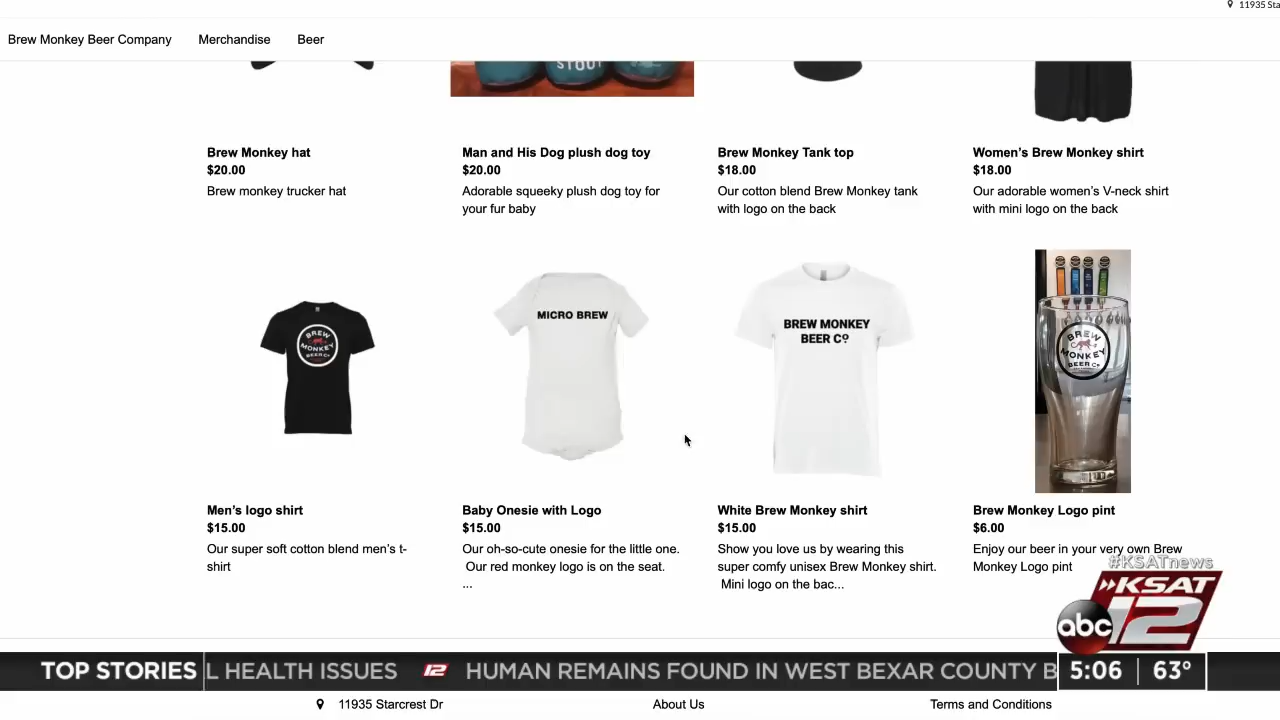 11935 Sta
Brew Monkey Beer Company
Merchandise
Beer
STOUT
Brew Monkey hat
$20.00
Brew monkey trucker hat
Man and His Dog plush dog toy
$20.00
Adorable squeeky plush dog toy for
your fur baby
Brew Monkey Tank top
$18.00
Our cotton blend Brew Monkey tank
with logo on the back
Women's Brew Monkey shirt
$18.00
Our adorable women's V-neck shirt
with mini logo on the back
BREW
MONKEY
BEER Co
MICRO BREW
BREW MONKEY
BEER Co
BREW
MONKEY
BEER Co
Men's logo shirt
$15.00
Our super soft cotton blend men's t-
shirt
Baby Onesie with Logo
$15.00
Our oh-so-cute onesie for the little one.
Our red monkey logo is on the seat.
...
White Brew Monkey shirt
$15.00
Show you love us by wearing this
super comfy unisex Brew Monkey shirt.
Mini logo on the bac...
Brew Monkey Logo pint
$6.00
Enjoy our beer in your very own Brew
Monkey Logo pint
#KSATnews
KSAT
abc 12
TOP STORIES
L HEALTH ISSUES 12 HUMAN REMAINS FOUND IN WEST BEXAR COUNTY B
5:06 63°
11935 Starcrest Dr
About Us
Terms and Conditions